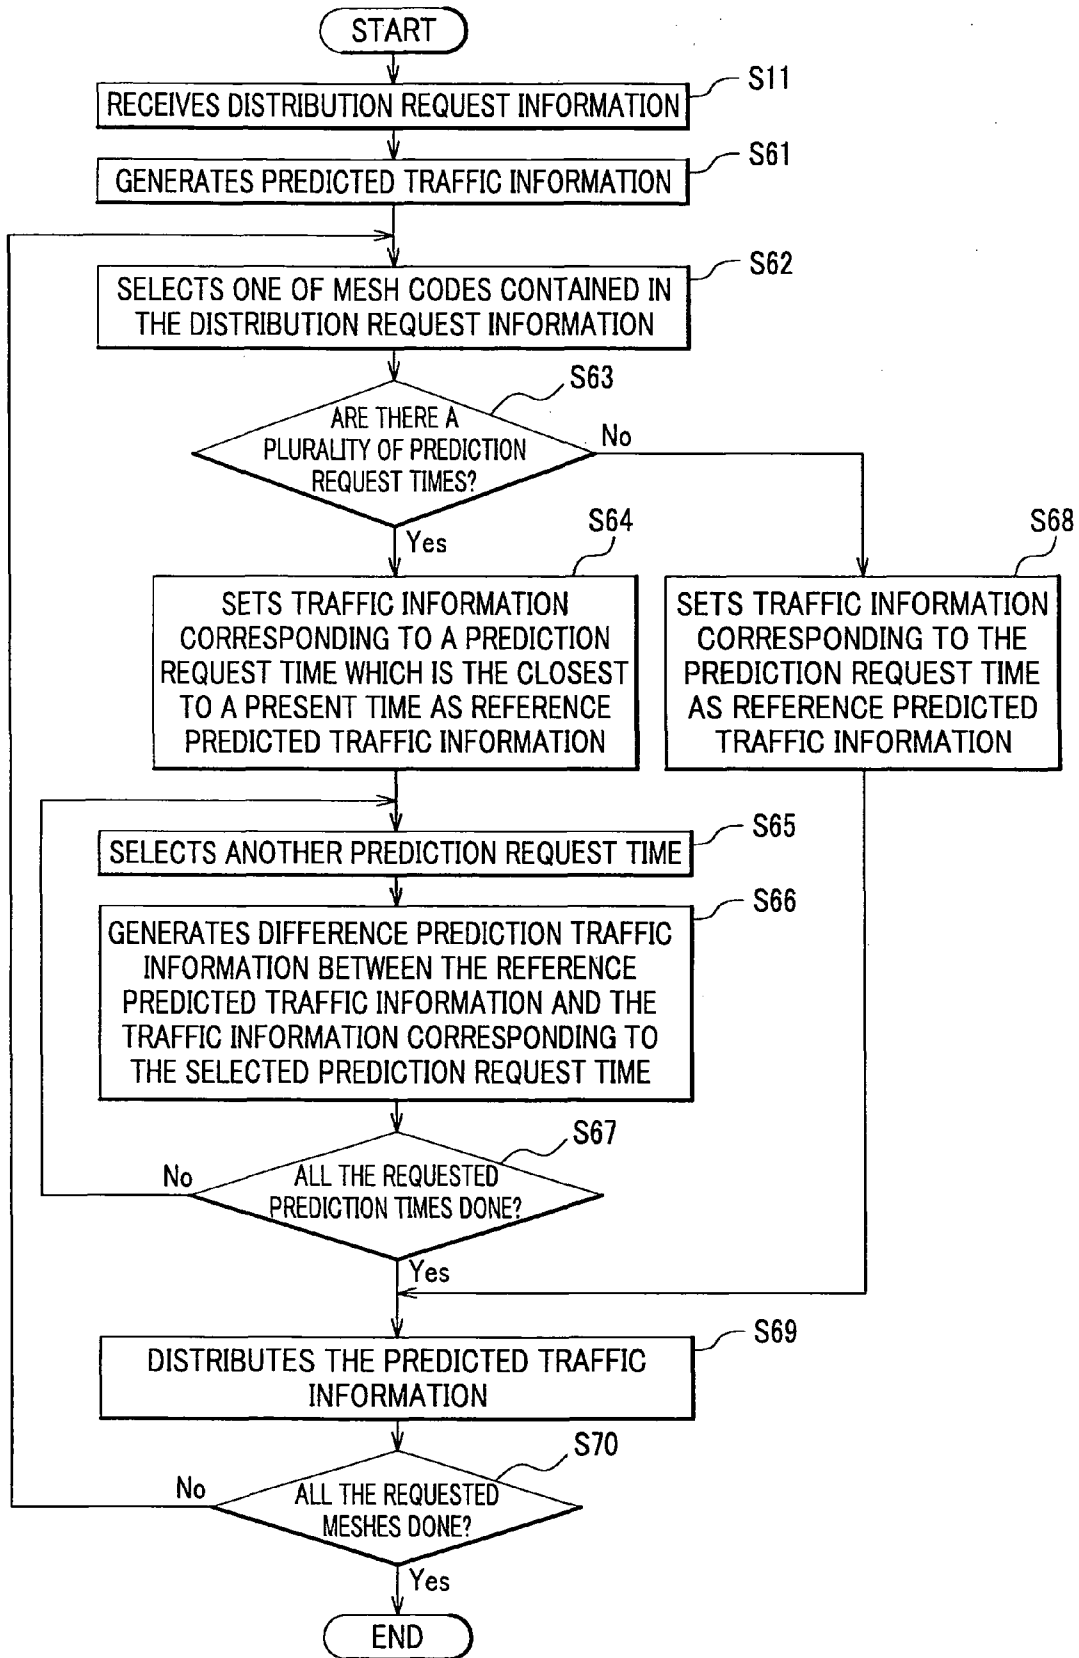 START
S11
RECEIVES DISTRIBUTION REQUEST INFORMATION
S61
GENERATES PREDICTED TRAFFIC INFORMATION
S62
SELECTS ONE OF MESH CODES CONTAINED IN
THE DISTRIBUTION REQUEST INFORMATION
S63
ARE THERE A
PLURALITY OF PREDICTION
REQUEST TIMES?
No
Yes
S64
SETS TRAFFIC INFORMATION
CORRESPONDING TO A PREDICTION
REQUEST TIME WHICH IS THE CLOSEST
TO A PRESENT TIME AS REFERENCE
PREDICTED TRAFFIC INFORMATION
S68
SETS TRAFFIC INFORMATION
CORRESPONDING TO THE
PREDICTION REQUEST TIME
AS REFERENCE PREDICTED
TRAFFIC INFORMATION
S65
SELECTS ANOTHER PREDICTION REQUEST TIME
S66
GENERATES DIFFERENCE PREDICTION TRAFFIC
INFORMATION BETWEEN THE REFERENCE
PREDICTED TRAFFIC INFORMATION AND THE
TRAFFIC INFORMATION CORRESPONDING TO
THE SELECTED PREDICTION REQUEST TIME
S67
ALL THE REQUESTED
PREDICTION TIMES DONE?
No
Yes
S69
DISTRIBUTES THE PREDICTED TRAFFIC
INFORMATION
S70
ALL THE REQUESTED
MESHES DONE?
No
Yes
END